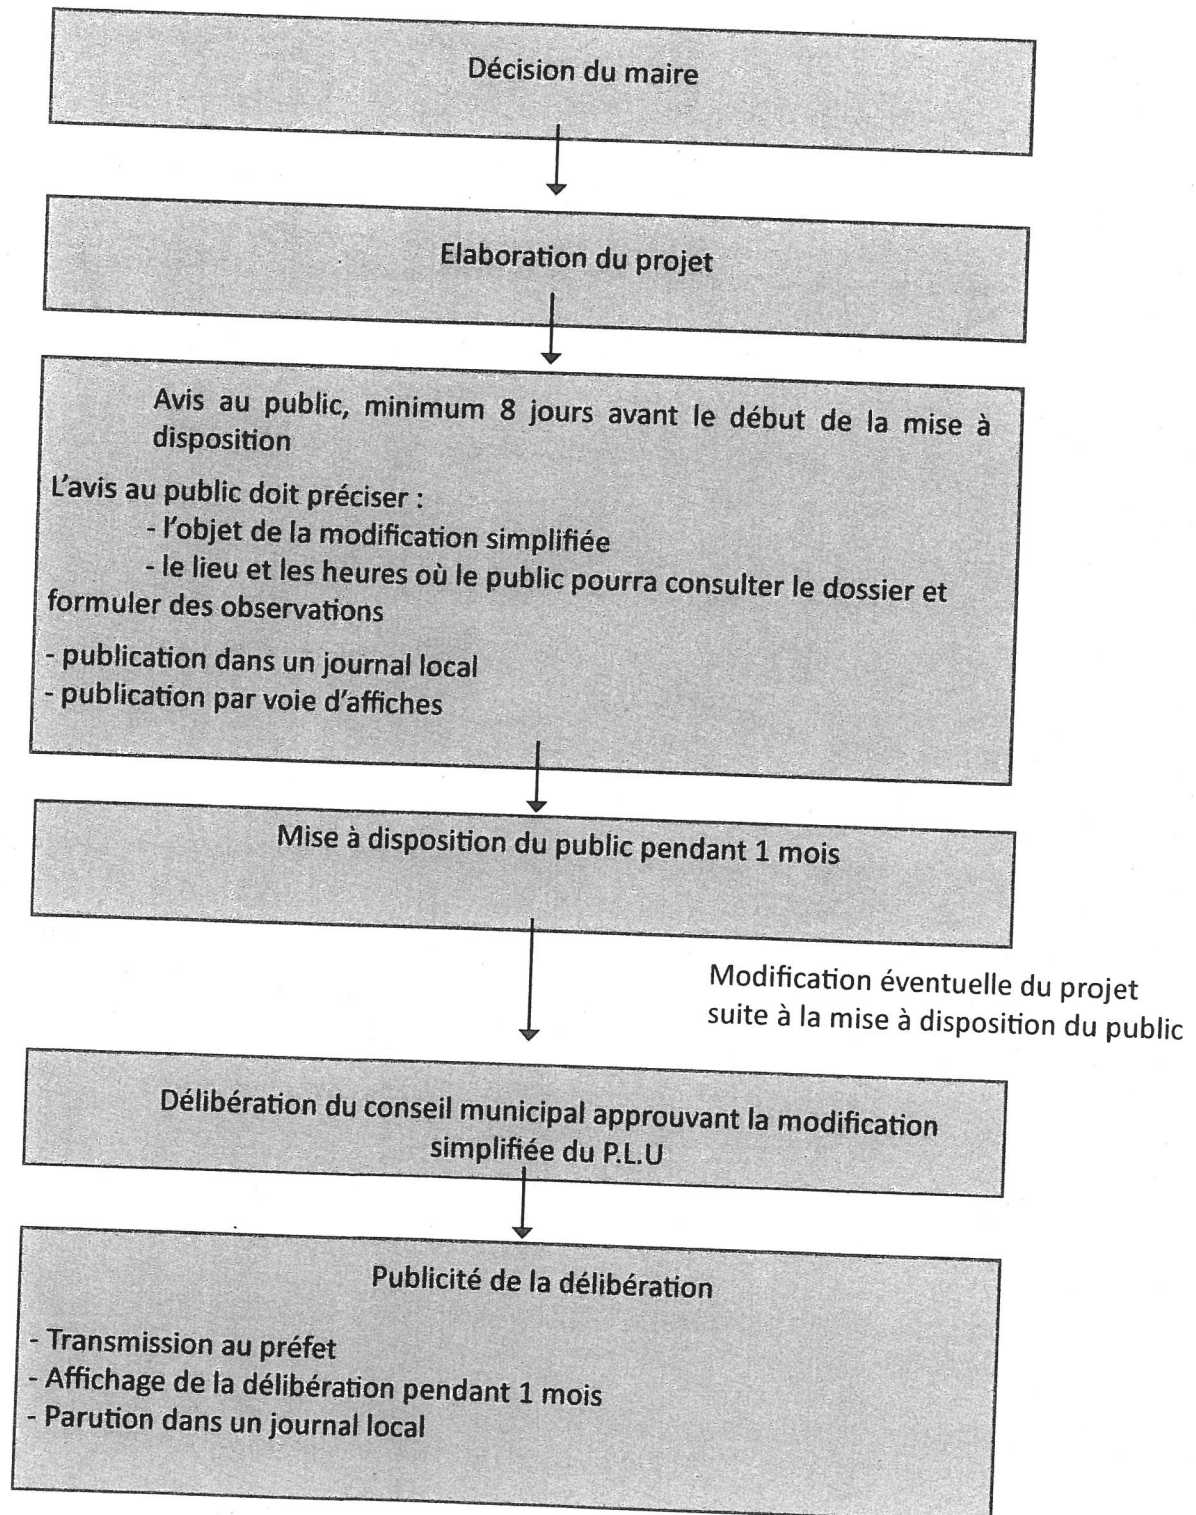 Décision du maire
Elaboration du projet
Avis au public, minimum 8 jours avant le début de la mise à
disposition
L'avis au public doit préciser :
- l'objet de la modification simplifiée
- le lieu et les heures où le public pourra consulter le dossier et
formuler des observations
- publication dans un journal local
- publication par voie d'affiches
Mise à disposition du public pendant 1 mois
Modification éventuelle du projet
suite à la mise à disposition du public
Délibération du conseil municipal approuvant la modification
simplifiée du P.L.U
Publicité de la délibération
- Transmission au préfet
- Affichage de la délibération pendant 1 mois
- Parution dans un journal local